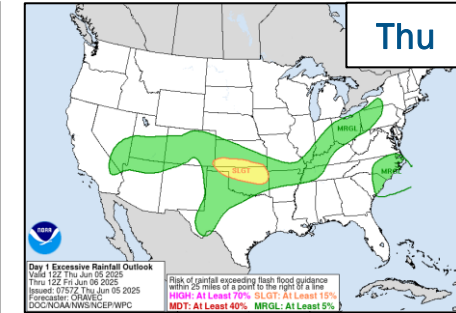 Thu
MRGL
MRGL
SLGT
NOAA
Day 1 Excessive Rainfall Outlook
Valid 12Z Thu Jun 05 2025
Thru 12Z Fri Jun 06 2025
Issued: 0757Z Thu Jun 05 2025
Forecaster: ORAVEC
DOC/NOAA/NWS/NCEP/WPC
Risk of rainfall exceeding flash flood guidance
within 25 miles of a point to the right of a line
HIGH: At Least 70% SLGT: At Least 15%
MDT: At Least 40% MRGL: At Least 5%